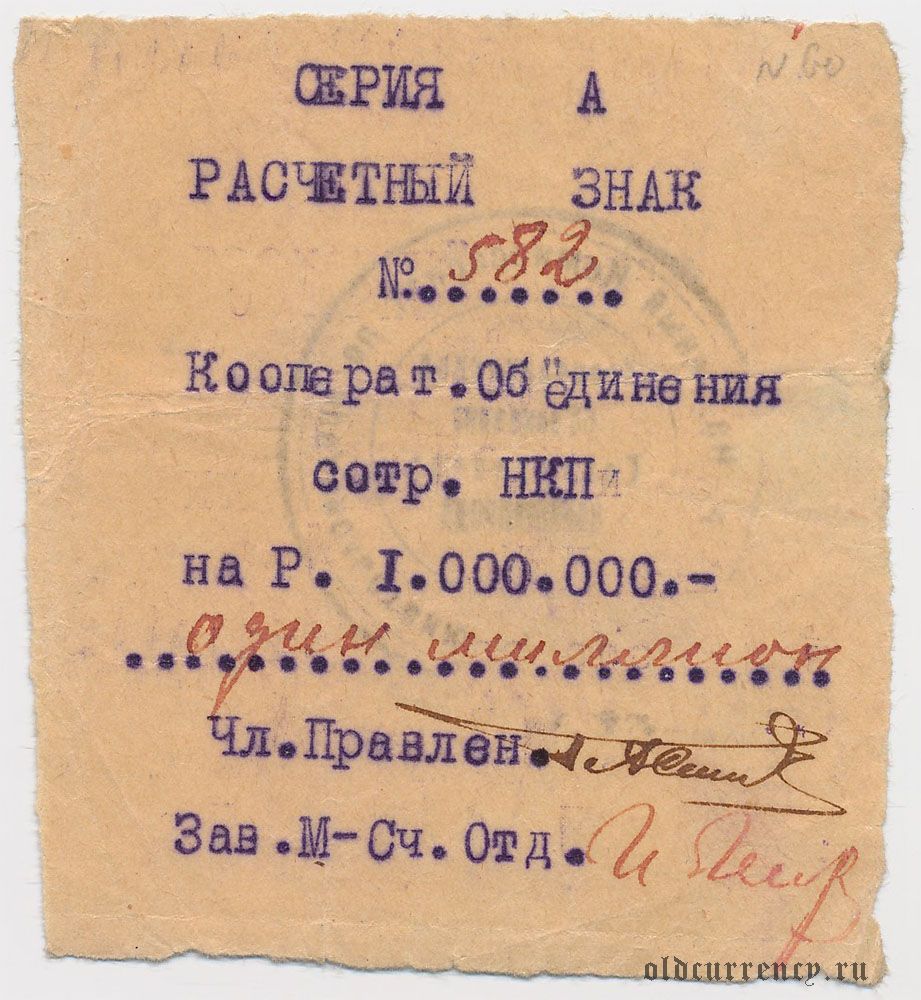 N 60
СЕРИЯ А
РАСЧЕТНЫЙ ЗНАК
№ 582
Кооперат.Об"единения
сотр. НКПи
на Р. I.000.000.-
один миллион
Чл.Правлен.
Зав.М-Сч.Отд.
oldcurrency.ru